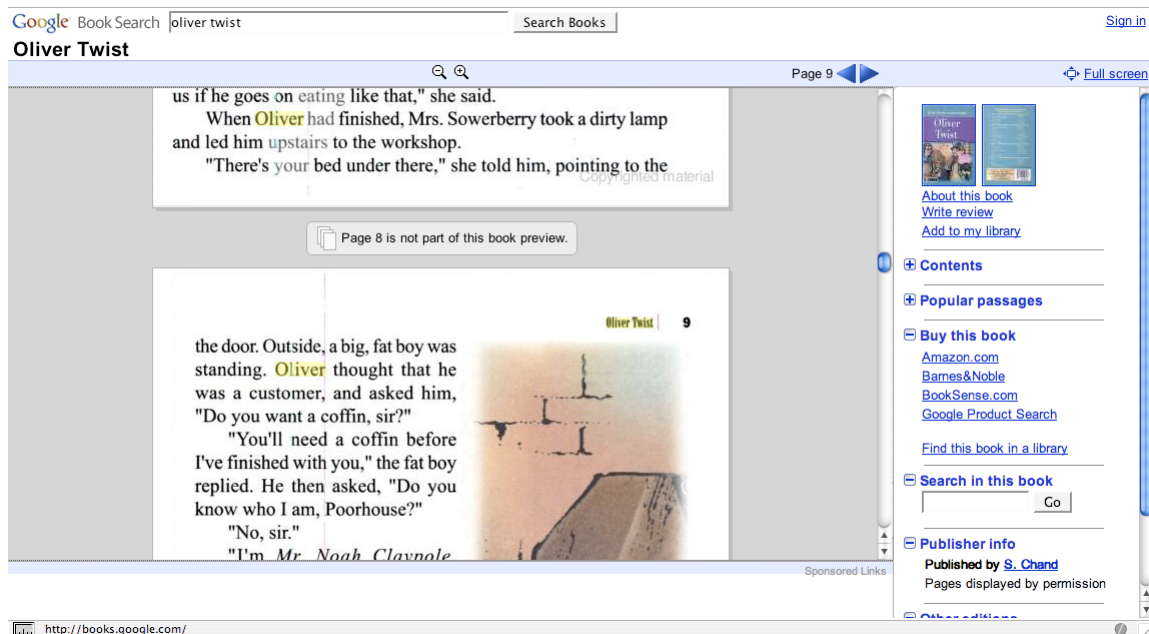 Google Book Search oliver twist Search Books Sign in
Oliver Twist
Page 9 Full screen
us if he goes on eating like that," she said.
When Oliver had finished, Mrs. Sowerberry took a dirty lamp
and led him upstairs to the workshop.
"There's your bed under there," she told him, pointing to the
Copyrighted material
Page 8 is not part of this book preview.
Oliver Twist 9
the door. Outside, a big, fat boy was
standing. Oliver thought that he
was a customer, and asked him,
"Do you want a coffin, sir?"
"You'll need a coffin before
I've finished with you," the fat boy
replied. He then asked, "Do you
know who I am, Poorhouse?"
"No, sir."
"I'm Mr. Noah Claypole,
Sponsored Links
Oliver
Twist
About this book
Write review
Add to my library
Contents
Popular passages
Buy this book
Amazon.com
Barnes&Noble
BookSense.com
Google Product Search
Find this book in a library
Search in this book
Go
Publisher info
Published by S. Chand
Pages displayed by permission
Other editions
http://books.google.com/